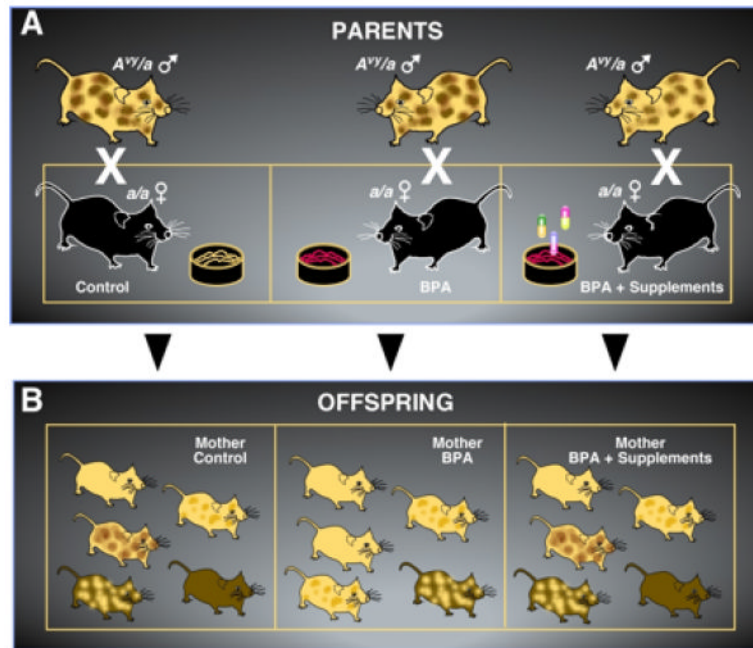 A
PARENTS
Aᵛʸ/a ♂
Aᵛʸ/a ♂
Aᵛʸ/a ♂
X
X
X
a/a ♀
a/a ♀
a/a ♀
Control
BPA
BPA + Supplements
B
OFFSPRING
Mother
Control
Mother
BPA
Mother
BPA + Supplements